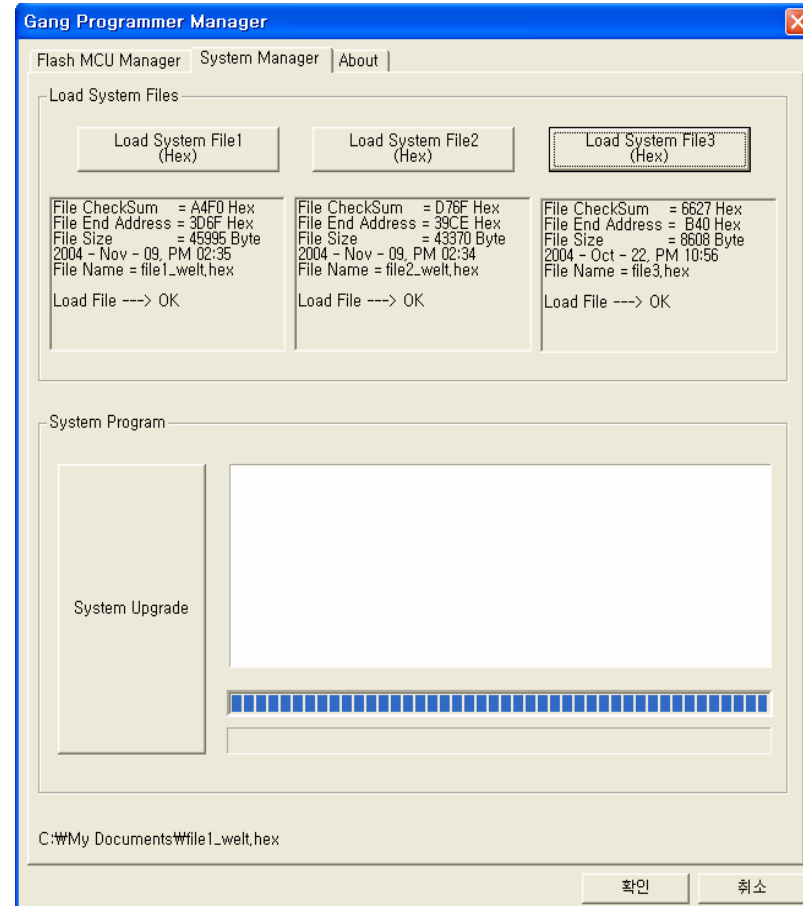 Gang Programmer Manager
Flash MCU Manager System Manager About
Load System Files
Load System File1
(Hex)
Load System File2
(Hex)
Load System File3
(Hex)
File CheckSum = A4F0 Hex
File End Address = 3D6F Hex
File Size = 45995 Byte
2004 - Nov - 09, PM 02:35
File Name = file1_welt.hex
Load File ---> OK
File CheckSum = D76F Hex
File End Address = 39CE Hex
File Size = 43370 Byte
2004 - Nov - 09, PM 02:34
File Name = file2_welt.hex
Load File ---> OK
File CheckSum = 6627 Hex
File End Address = B40 Hex
File Size = 8608 Byte
2004 - Oct - 22, PM 10:56
File Name = file3.hex
Load File ---> OK
System Program
System Upgrade
C:₩My Documents₩file1_welt.hex
확인 취소